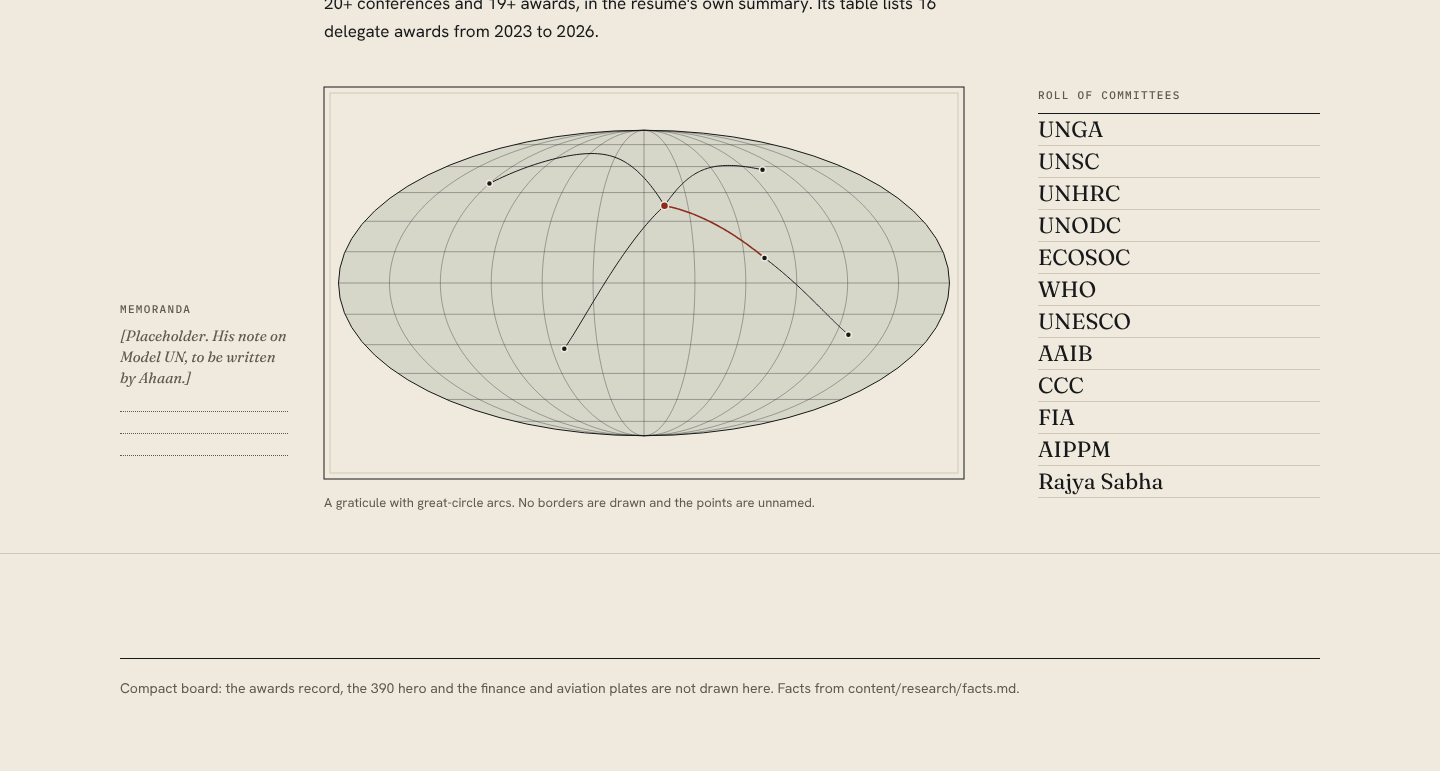 20+ conferences and 19+ awards, in the résumé's own summary. Its table lists 16
delegate awards from 2023 to 2026.
MEMORANDA
[Placeholder. His note on
Model UN, to be written
by Ahaan.]
A graticule with great-circle arcs. No borders are drawn and the points are unnamed.
ROLL OF COMMITTEES
UNGA
UNSC
UNHRC
UNODC
ECOSOC
WHO
UNESCO
AAIB
CCC
FIA
AIPPM
Rajya Sabha
Compact board: the awards record, the 390 hero and the finance and aviation plates are not drawn here. Facts from content/research/facts.md.